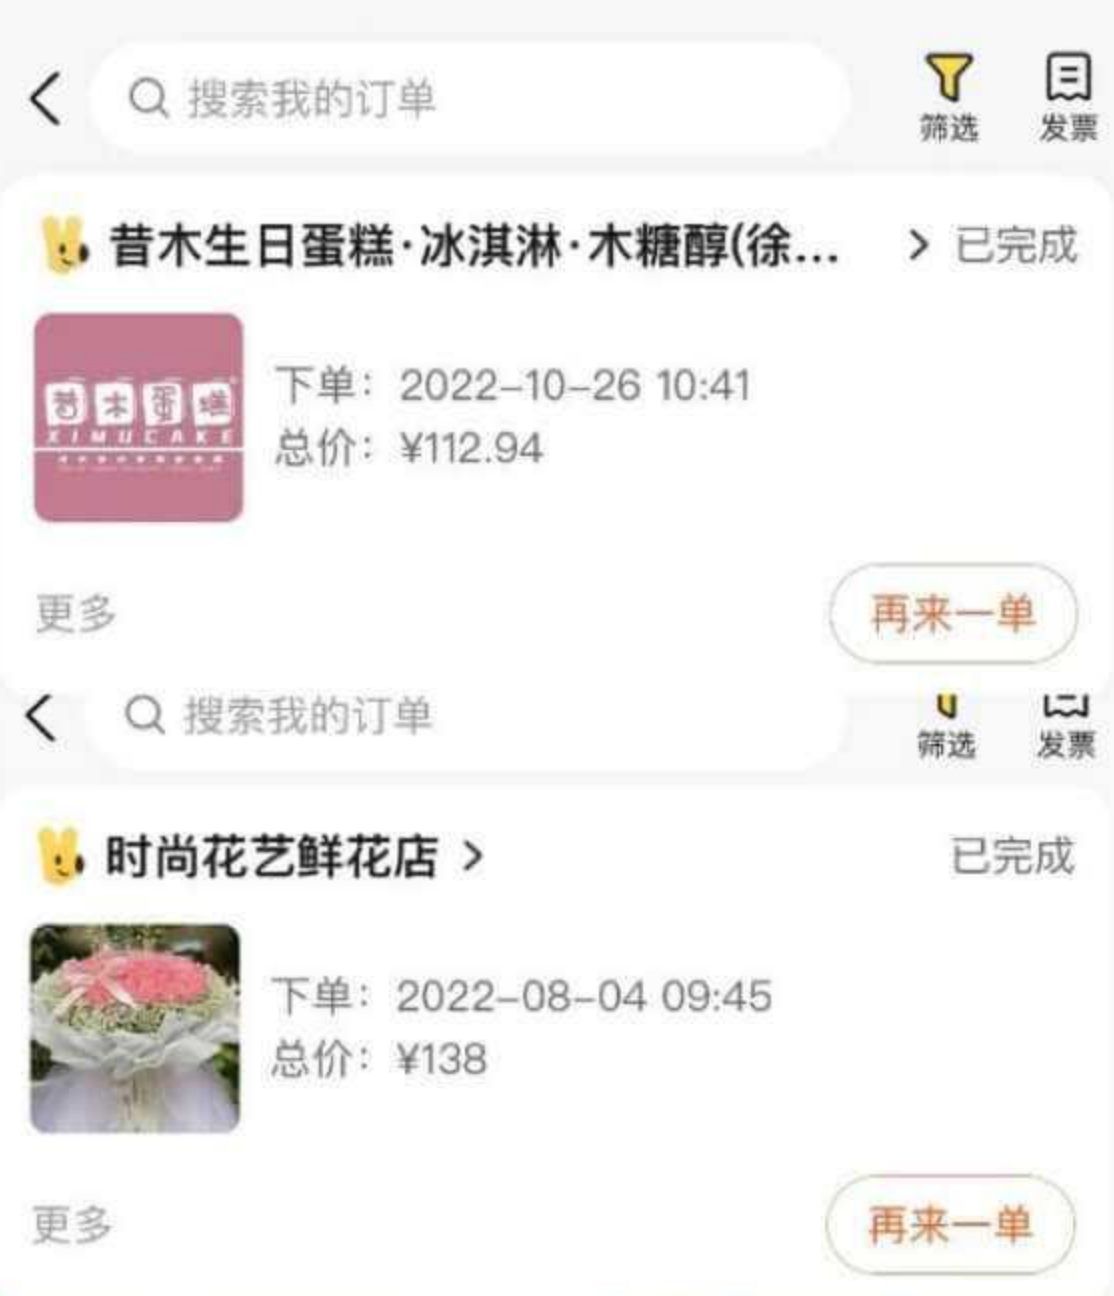 搜索我的订单
筛选
发票
昔木生日蛋糕·冰淇淋·木糖醇(徐...
已完成
昔木蛋糕
XIMUCAKE
下单：2022-10-26 10:41
总价：¥112.94
更多
再来一单
搜索我的订单
筛选
发票
时尚花艺鲜花店
已完成
下单：2022-08-04 09:45
总价：¥138
更多
再来一单